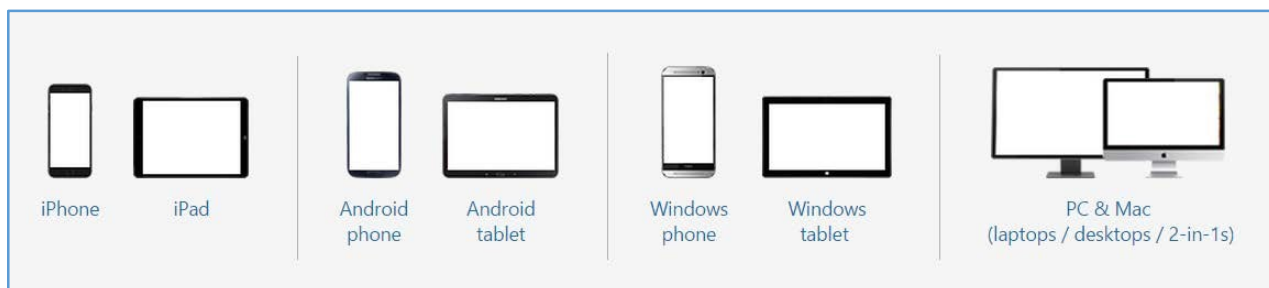 iPhone
iPad
Android
phone
Android
tablet
Windows
phone
Windows
tablet
PC & Mac
(laptops / desktops / 2-in-1s)